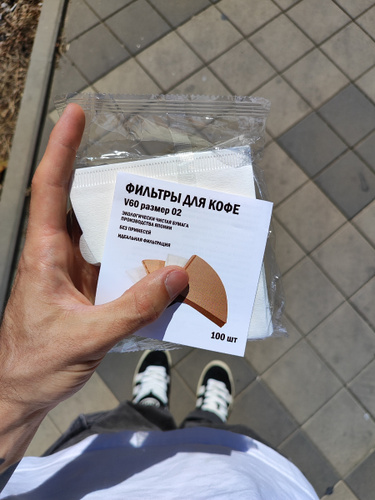 ФИЛЬТРЫ ДЛЯ КОФЕ
V60 размер 02
ЭКОЛОГИЧЕСКИ ЧИСТАЯ БУМАГА
ПРОИЗВОДСТВА ЯПОНИИ
БЕЗ ПРИМЕСЕЙ
ИДЕАЛЬНАЯ ФИЛЬТРАЦИЯ
100 шт